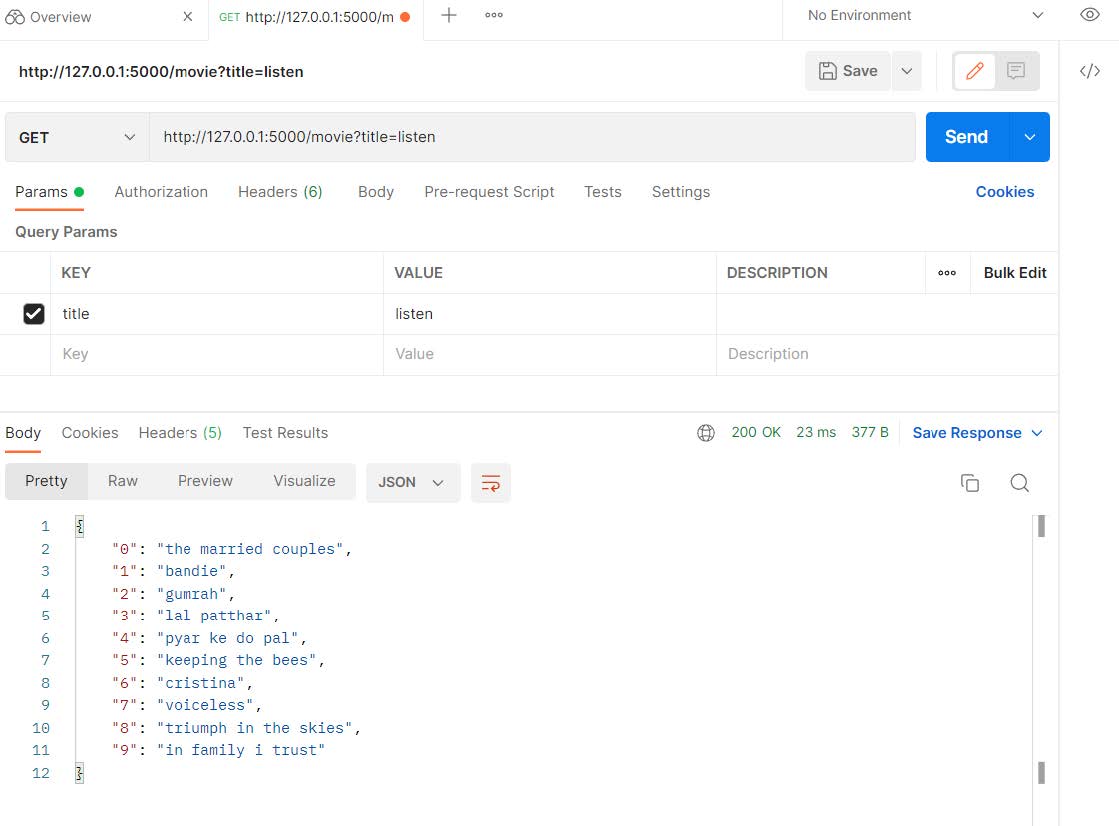 Overview
GET http://127.0.0.1:5000/m
No Environment
http://127.0.0.1:5000/movie?title=listen
Save
GET
http://127.0.0.1:5000/movie?title=listen
Send
Params Authorization Headers (6) Body Pre-request Script Tests Settings Cookies
Query Params
KEY VALUE DESCRIPTION Bulk Edit
title listen
Key Value Description
Body Cookies Headers (5) Test Results 200 OK 23 ms 377 B Save Response
Pretty Raw Preview Visualize JSON
1 {
2 "0": "the married couples",
3 "1": "bandie",
4 "2": "gumrah",
5 "3": "lal patthar",
6 "4": "pyar ke do pal",
7 "5": "keeping the bees",
8 "6": "cristina",
9 "7": "voiceless",
10 "8": "triumph in the skies",
11 "9": "in family i trust"
12 }